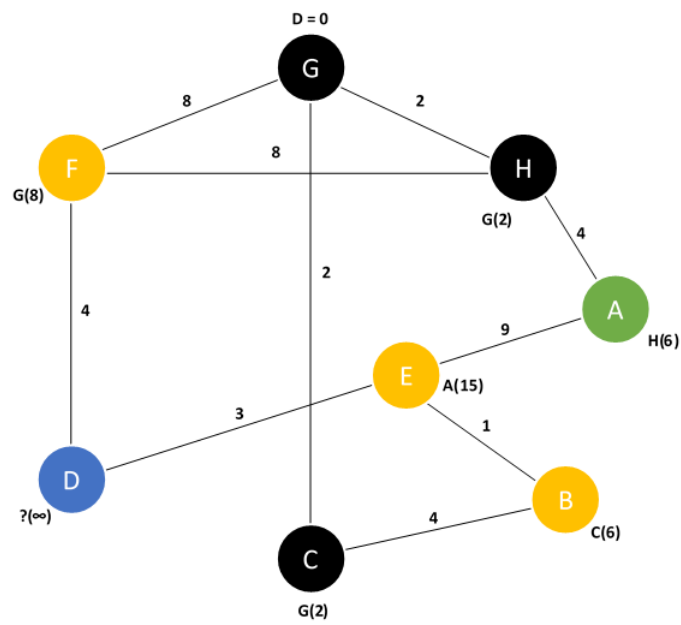 D = 0
G
8
2
F
8
H
G(8)
G(2)
4
2
4
A
9
H(6)
E
A(15)
3
1
D
B
?(∞)
4
C(6)
C
G(2)